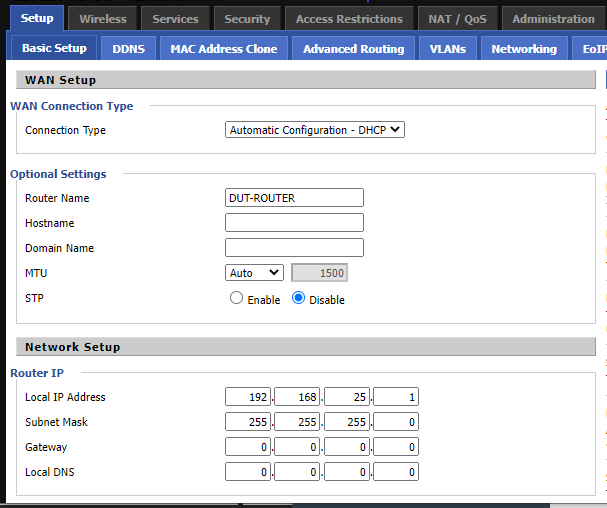 Setup Wireless Services Security Access Restrictions NAT / QoS Administration
Basic Setup DDNS MAC Address Clone Advanced Routing VLANs Networking EoIP
WAN Setup
WAN Connection Type
Connection Type Automatic Configuration - DHCP
Optional Settings
Router Name DUT-ROUTER
Hostname
Domain Name
MTU Auto 1500
STP Enable Disable
Network Setup
Router IP
Local IP Address 192. 168. 25. 1
Subnet Mask 255. 255. 255. 0
Gateway 0. 0. 0. 0
Local DNS 0. 0. 0. 0